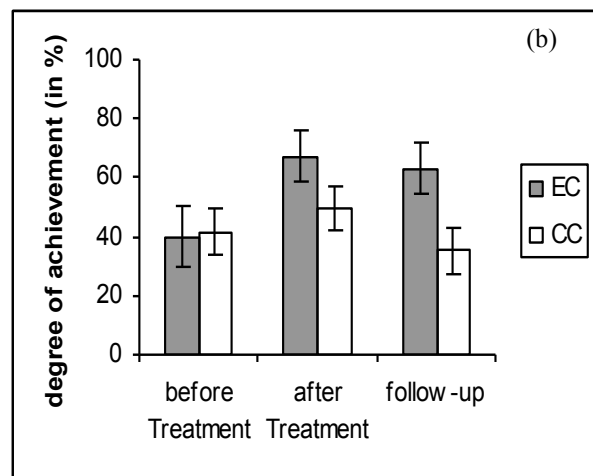 (b)
degree of achievement (in %)
100
80
60
40
20
0
before
Treatment
after
Treatment
follow -up
EC
CC